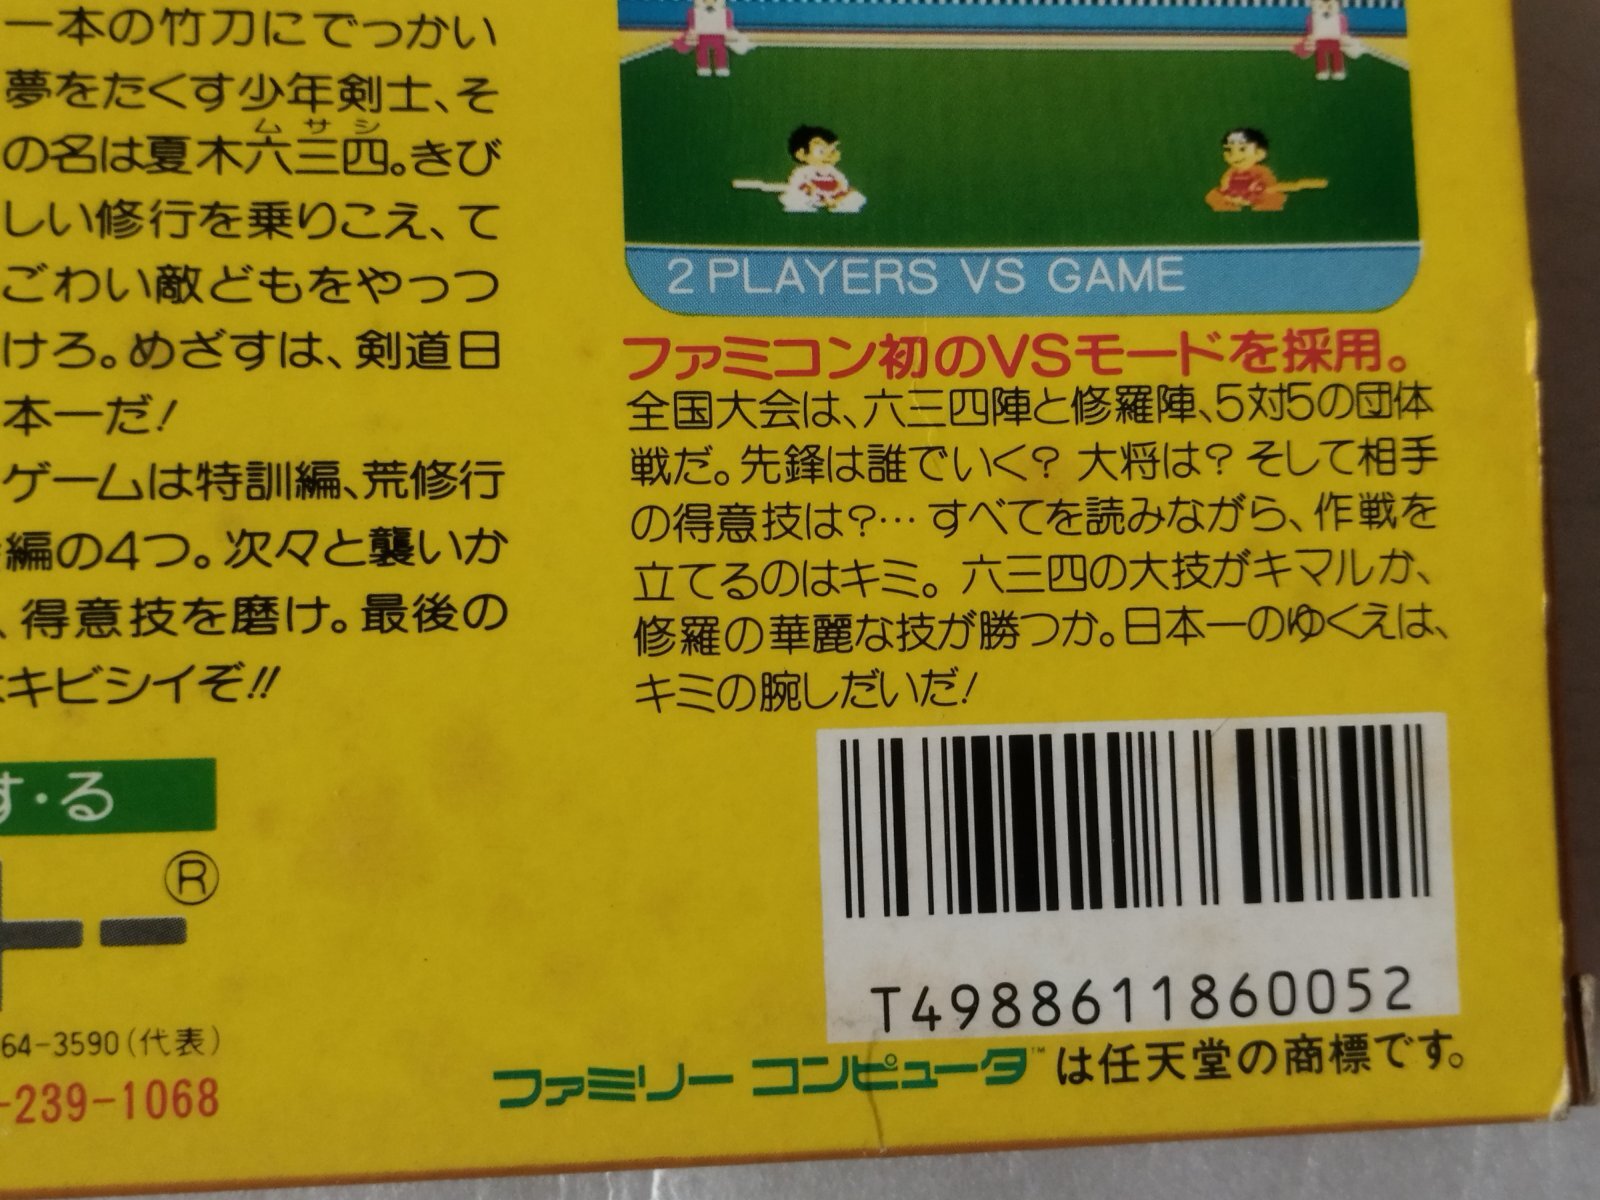 一本の竹刀にでっかい
夢をたくす少年剣士、そ
ムサシ
の名は夏木六三四。きび
しい修行を乗りこえ、て
ごわい敵どもをやっつ
けろ。めざすは、剣道日
本一だ!
ゲームは特訓編、荒修行
編の4つ。次々と襲いか
、得意技を磨け。最後の
はキビシイぞ!!
す・る
®
64-3590(代表)
-239-1068
2 PLAYERS VS GAME
ファミコン初のVSモードを採用。
全国大会は、六三四陣と修羅陣、5対5の団体
戦だ。先鋒は誰でいく? 大将は? そして相手
の得意技は?…すべてを読みながら、作戦を
立てるのはキミ。六三四の大技がキマルか、
修羅の華麗な技が勝つか。日本一のゆくえは、
キミの腕しだいだ!
T4988611860052
ファミリーコンピュータ™は任天堂の商標です。